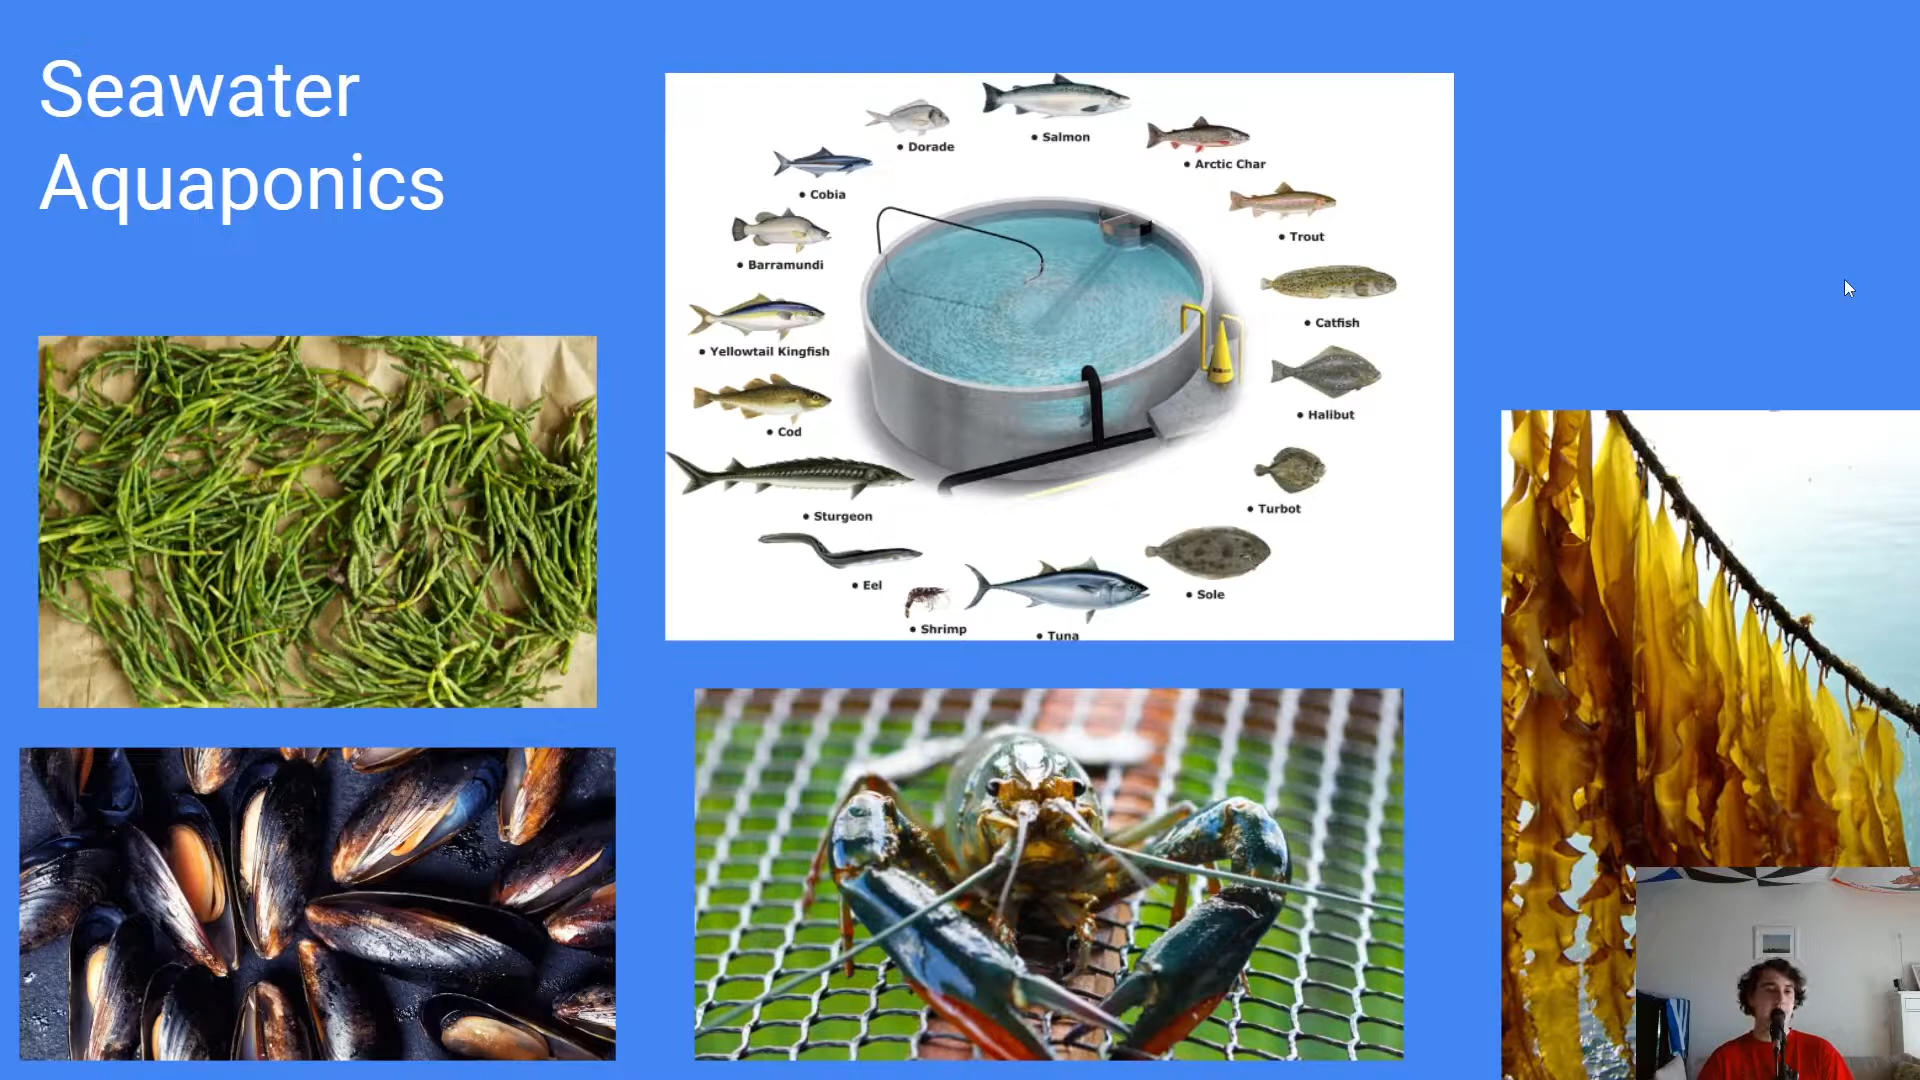 Seawater
Aquaponics
• Salmon
• Dorade
• Arctic Char
• Cobia
• Trout
• Barramundi
• Catfish
• Yellowtail Kingfish
• Halibut
• Cod
• Turbot
• Sturgeon
• Eel
• Sole
• Shrimp
• Tuna